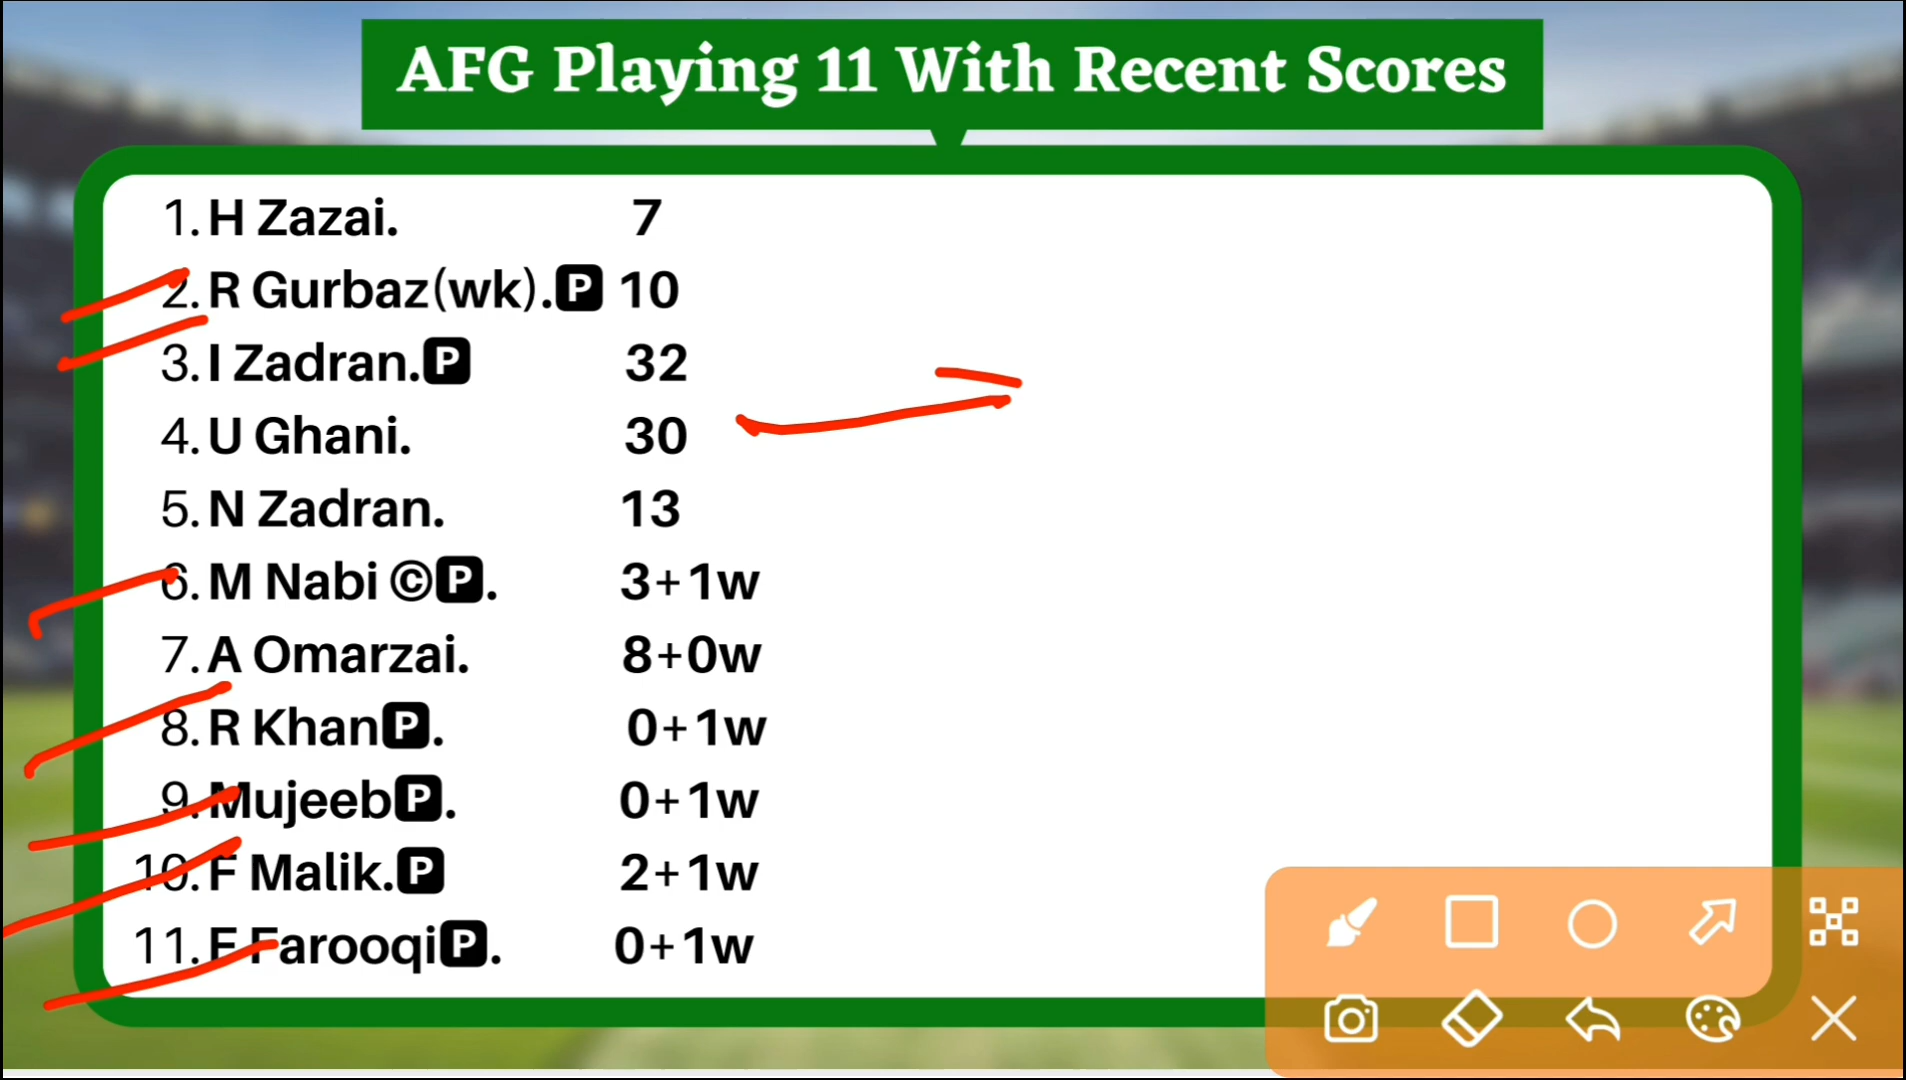 AFG Playing 11 With Recent Scores
1. H Zazai. 7
2. R Gurbaz(wk).🅿 10
3. I Zadran.🅿 32
4. U Ghani. 30
5. N Zadran. 13
6. M Nabi ©🅿. 3+1w
7. A Omarzai. 8+0w
8. R Khan🅿. 0+1w
9. Mujeeb🅿. 0+1w
10. F Malik.🅿 2+1w
11. F Farooqi🅿. 0+1w